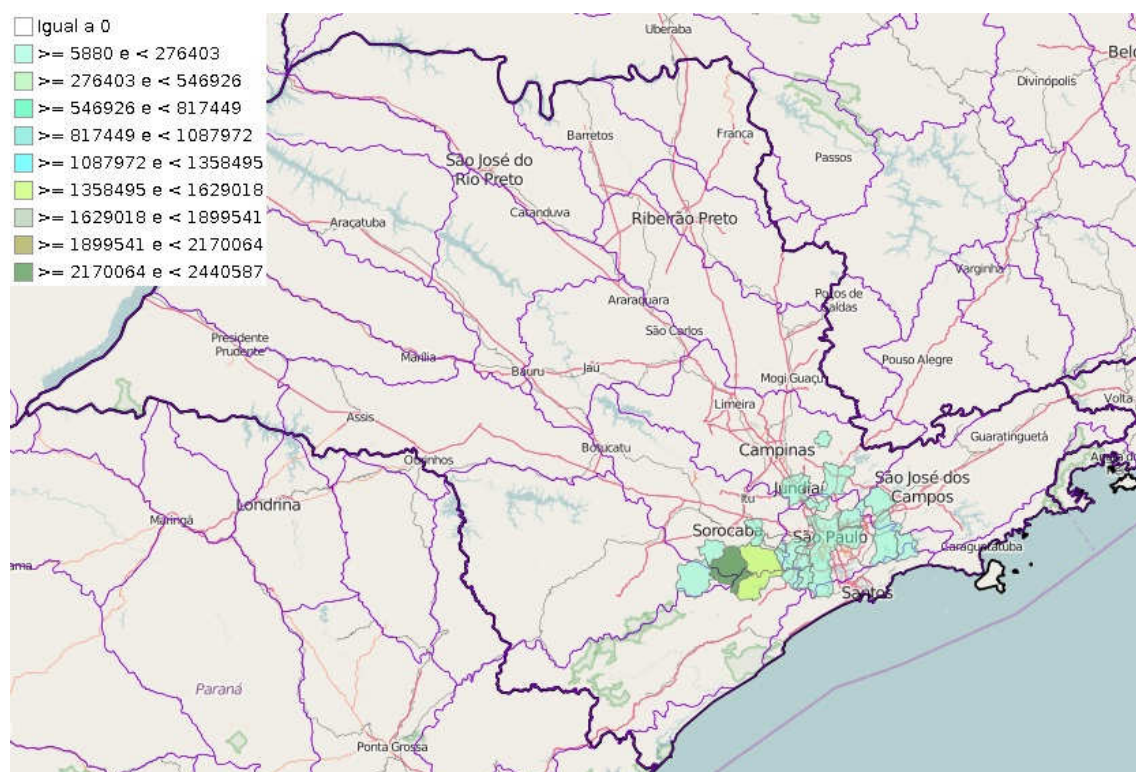 Igual a 0
>= 5880 e < 276403
>= 276403 e < 546926
>= 546926 e < 817449
>= 817449 e < 1087972
>= 1087972 e < 1358495
>= 1358495 e < 1629018
>= 1629018 e < 1899541
>= 1899541 e < 2170064
>= 2170064 e < 2440587
Uberaba
Belo
Divinópolis
Barretos
Franca
Passos
São José do
Rio Preto
Catanduva
Ribeirão Preto
Araçatuba
Varginha
Araraquara
Poços de
Caldas
São Carlos
Presidente
Prudente
Marília
Bauru
Jaú
Pouso Alegre
Mogi Guaçu
Limeira
Volta
Assis
Guaratinguetá
Botucatu
Campinas
Ourinhos
Jundiaí
São José dos
Campos
Itu
Londrina
Maringá
Sorocaba
São Paulo
Caraguatatuba
Santos
Paraná
Ponta Grossa